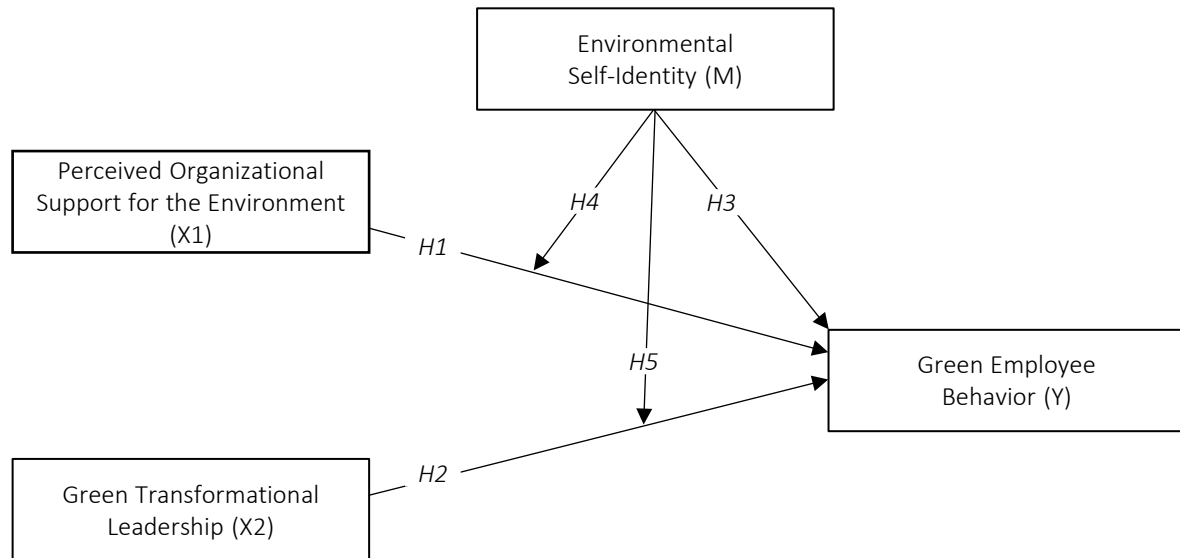 Environmental
Self-Identity (M)
Perceived Organizational
Support for the Environment
(X1)
H4
H3
H1
H5
Green Employee
Behavior (Y)
H2
Green Transformational
Leadership (X2)